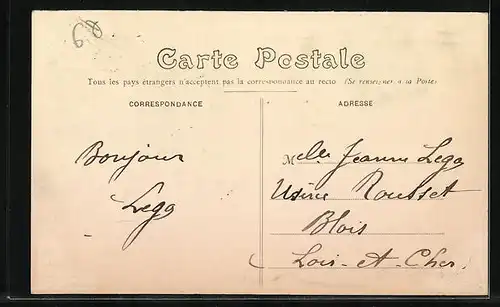 68
Carte Postale
Tous les pays étrangers n'acceptent pas la correspondance au recto (Se renseigner à la Poste)
CORRESPONDANCE
ADRESSE
Bonjour
Lego
Melle Jeanne Lego
Usine Rousset
Blois
Loir-et-Cher.